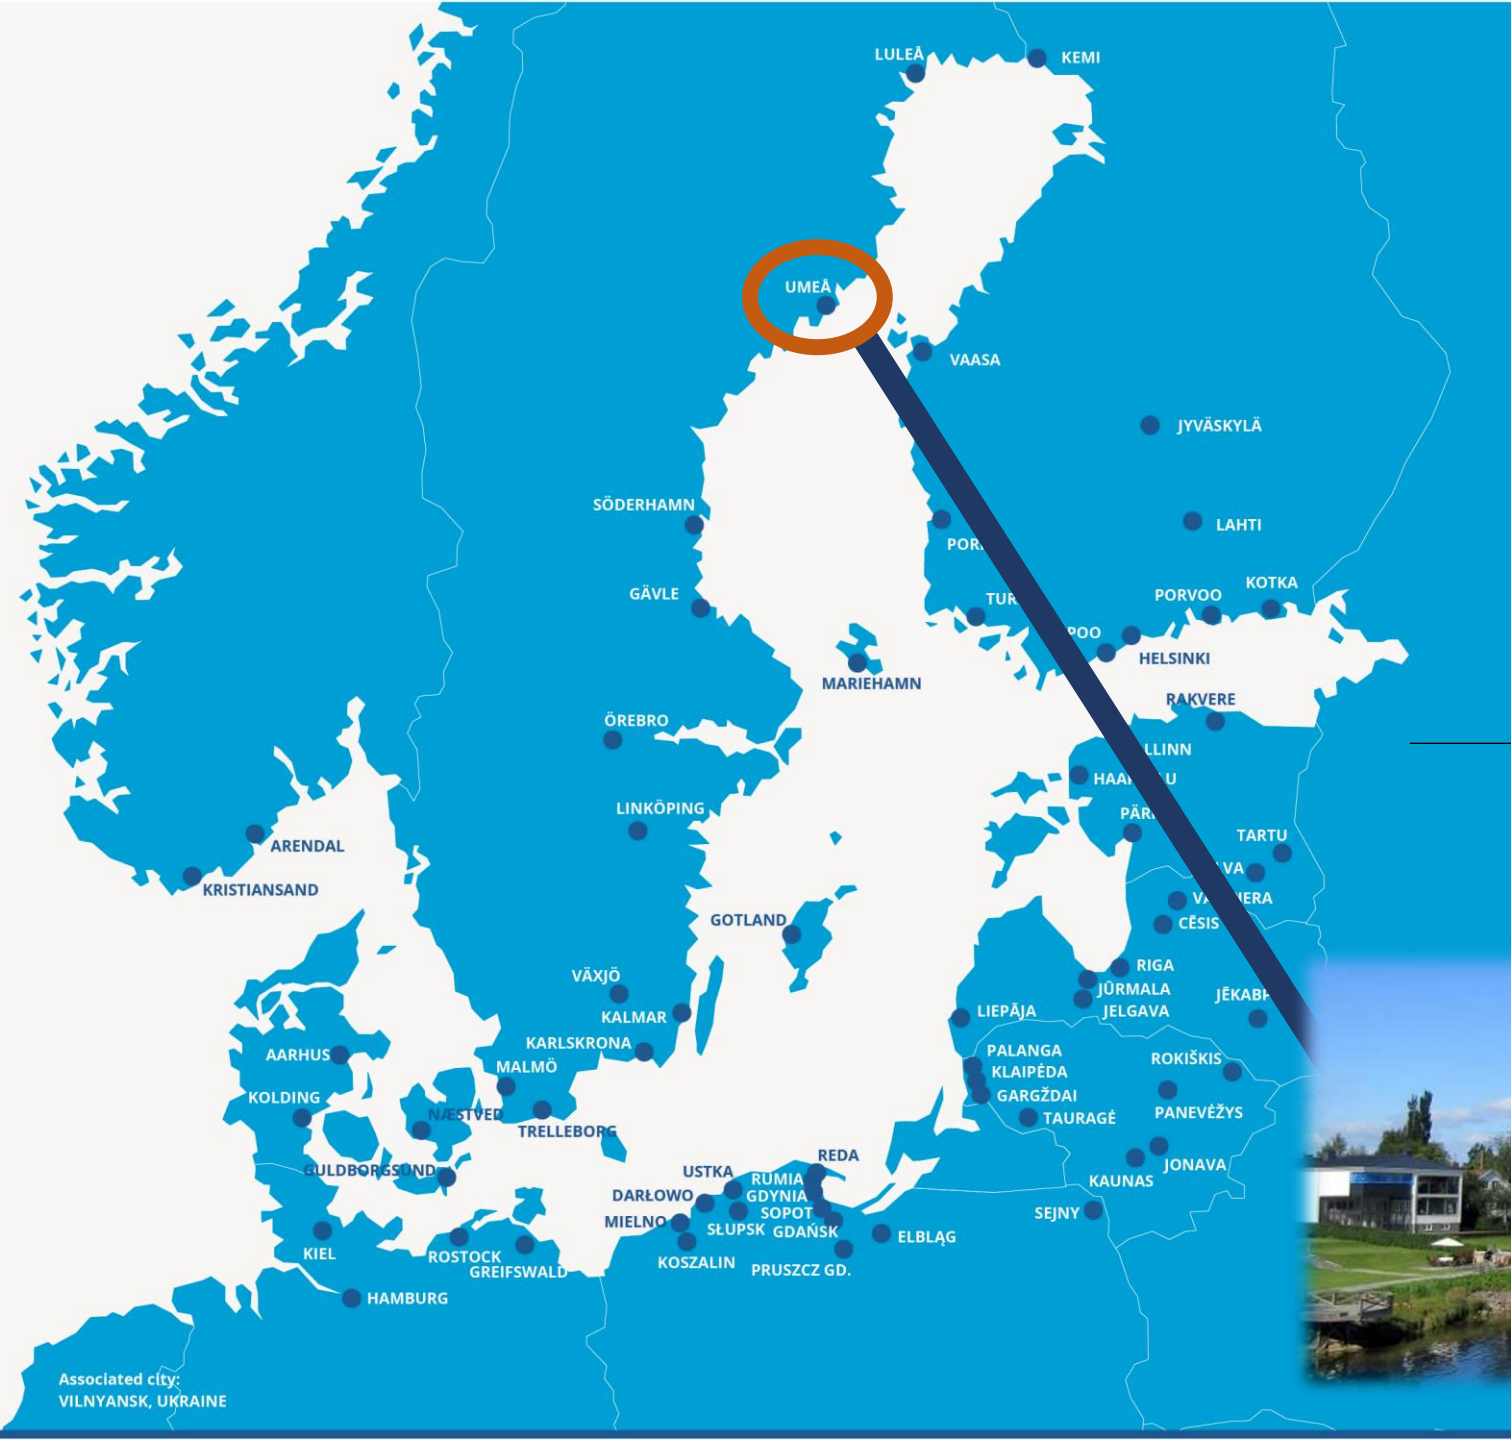 LULEÅ
KEMI
UMEÅ
VAASA
JYVÄSKYLÄ
SÖDERHAMN
LAHTI
KOTKA
GÄVLE
PORVOO
HELSINKI
MARIEHAMN
RAKVERE
ÖREBRO
LINKÖPING
TARTU
ARENDAL
KRISTIANSAND
CĒSIS
GOTLAND
RIGA
VÄXJÖ
JŪRMALA
JELGAVA
LIEPĀJA
KALMAR
KARLSKRONA
AARHUS
MALMÖ
PALANGA
ROKIŠKIS
KLAIPĖDA
KOLDING
GARGŽDAI
NÆSTVED
TAURAGĖ
PANEVĖŽYS
TRELLEBORG
REDA
JONAVA
GULDBORGSUND
USTKA
RUMIA
KAUNAS
DARŁOWO
GDYNIA
SOPOT
SEJNY
MIELNO
SŁUPSK
GDAŃSK
ELBLĄG
KIEL
ROSTOCK
KOSZALIN
PRUSZCZ GD.
GREIFSWALD
HAMBURG
Associated city:
VILNYANSK, UKRAINE